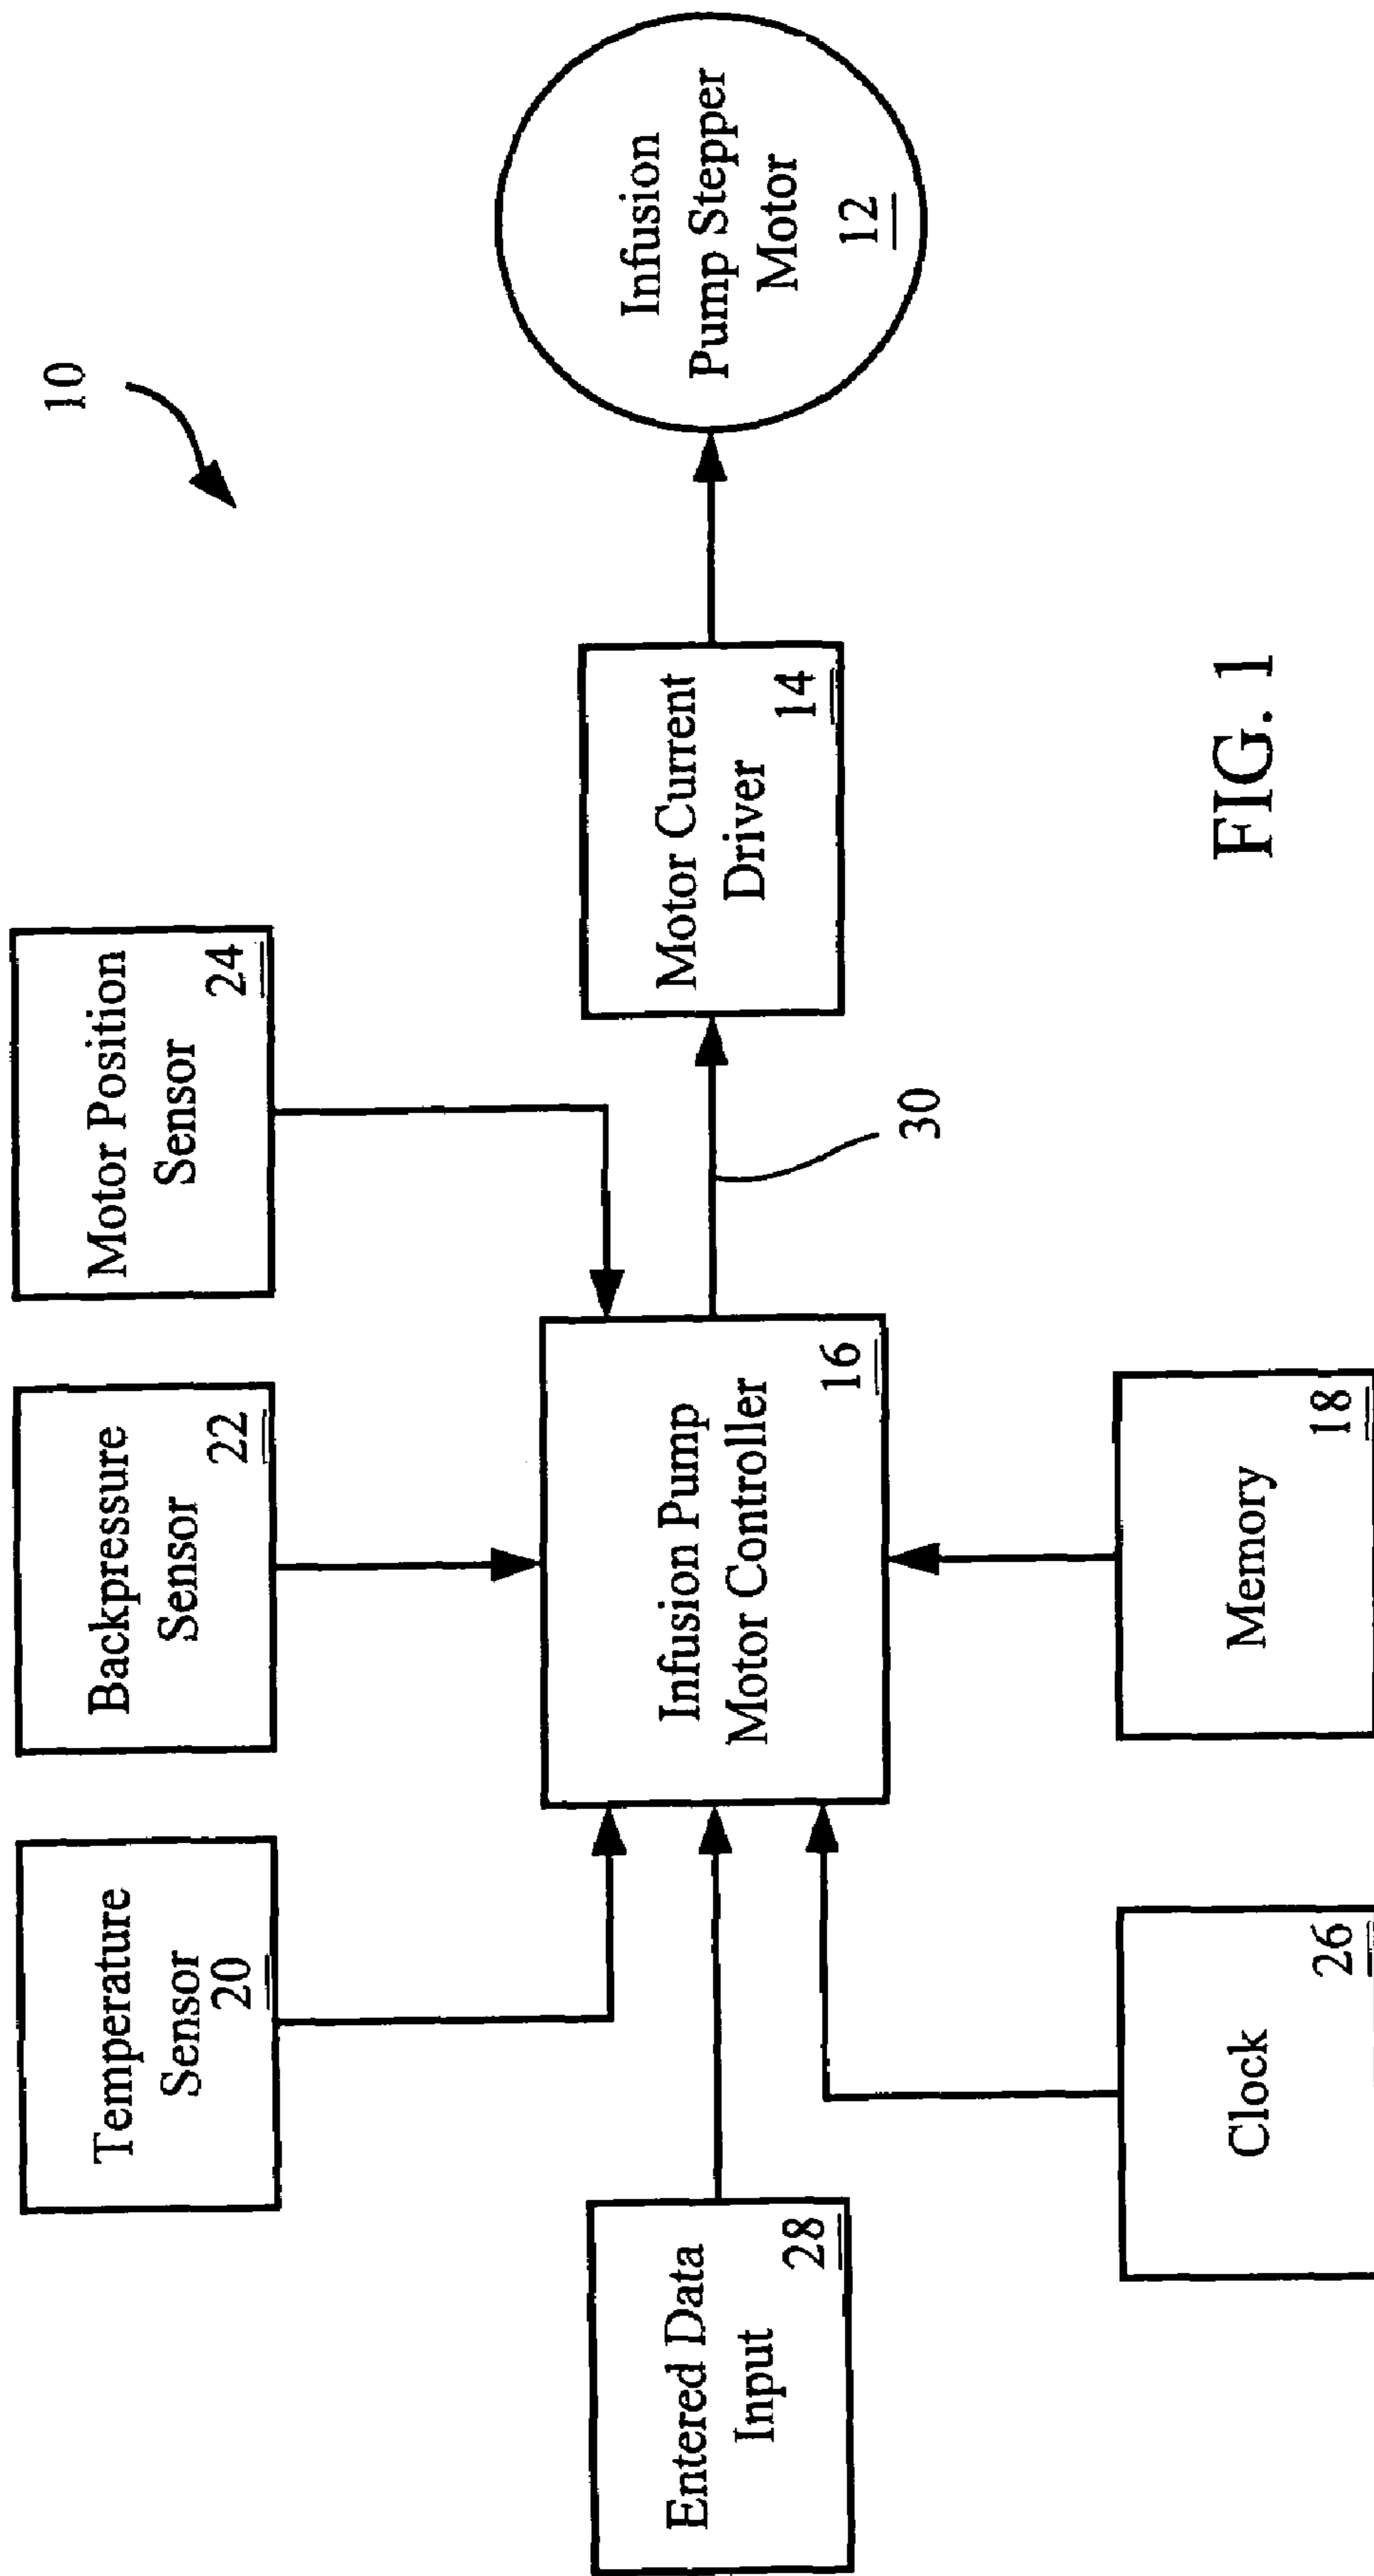 10
Temperature
Sensor
20
Backpressure
Sensor
22
Motor Position
Sensor
24
Entered Data
Input
28
Infusion Pump
Motor Controller
16
30
Motor Current
Driver
14
Infusion
Pump Stepper
Motor
12
Clock
26
Memory
18
FIG. 1